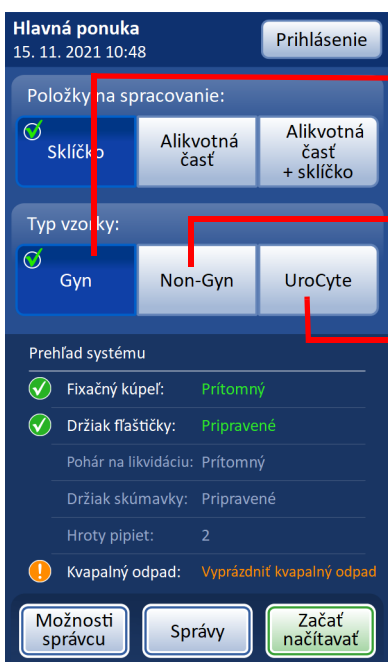 Hlavná ponuka
15. 11. 2021 10:48
Prihlásenie
Položky na spracovanie:
Sklíčko
Alikvotná
časť
Alikvotná
časť
+ sklíčko
Typ vzorky:
Gyn
Non-Gyn
UroCyte
Prehľad systému
Fixačný kúpeľ: Prítomný
Držiak fľaštičky: Pripravené
Pohár na likvidáciu: Prítomný
Držiak skúmavky: Pripravené
Hroty pipiet: 2
Kvapalný odpad: Vyprázdniť kvapalný odpad
Možnosti
správcu
Správy
Začať
načítavať